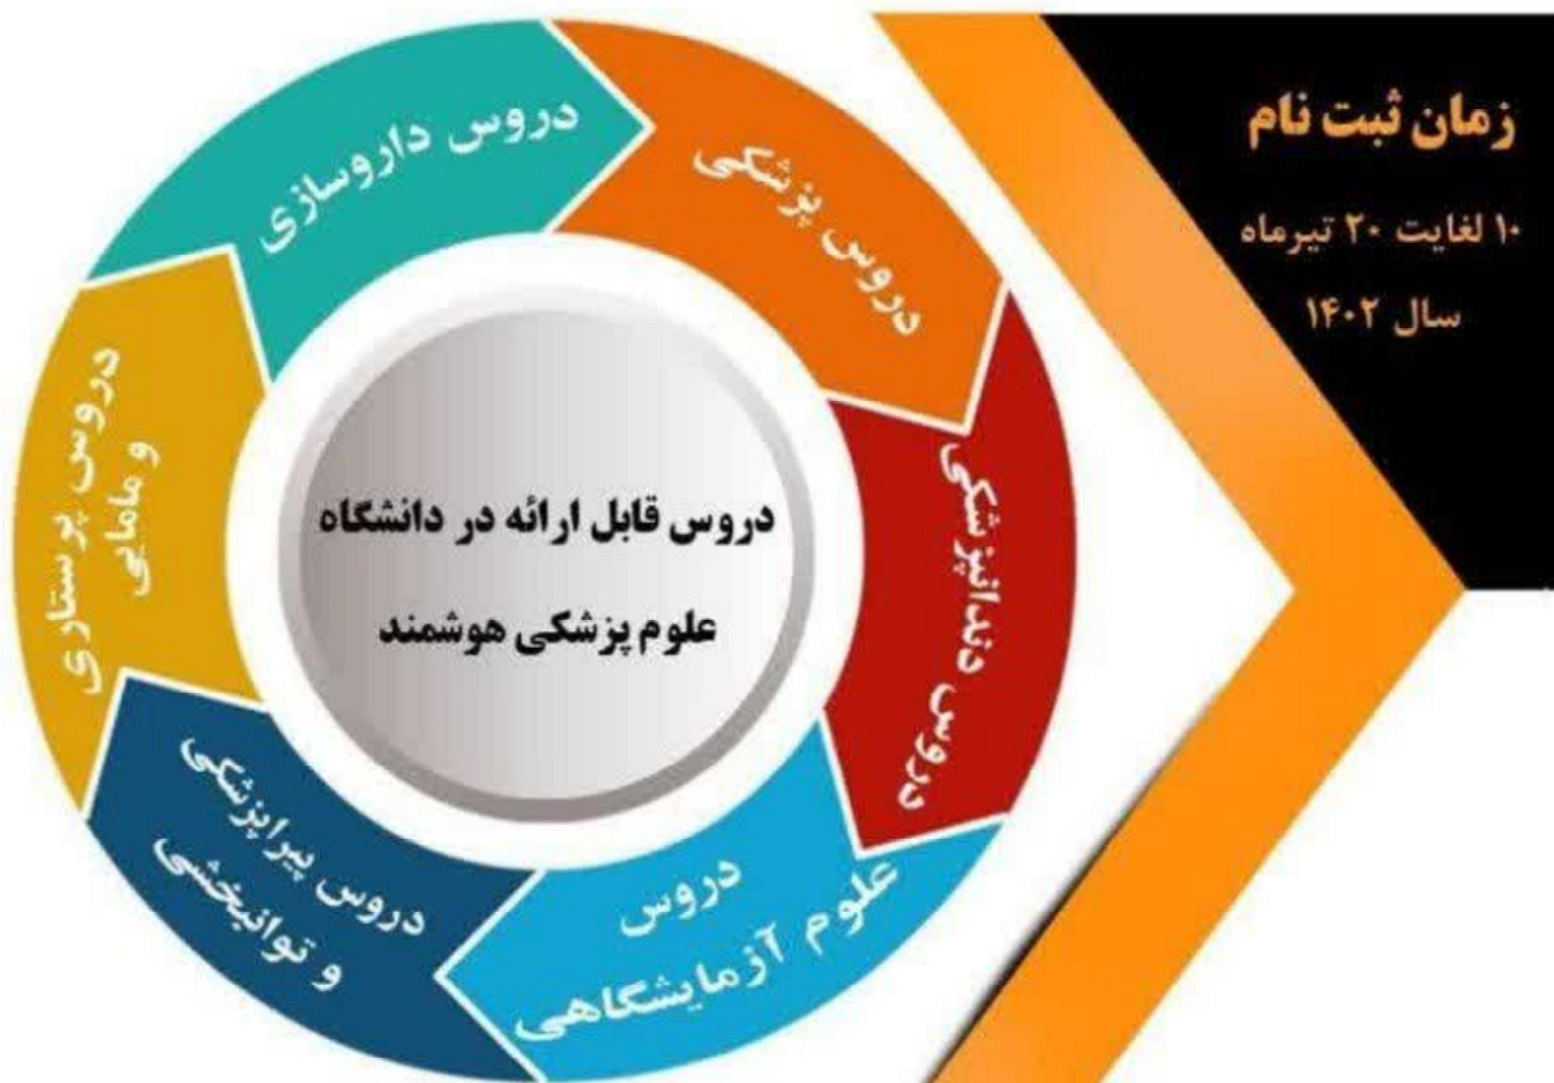 زمان ثبت نام
۱۰ لغایت ۲۰ تیرماه
سال ۱۴۰۲
دروس قابل ارائه در دانشگاه
علوم پزشکی هوشمند
دروس پزشکی
دروس دندانپزشکی
دروس
علوم آزمایشگاهی
دروس پیراپزشکی
و توانبخشی
دروس پرستاری
و مامایی
دروس داروسازی